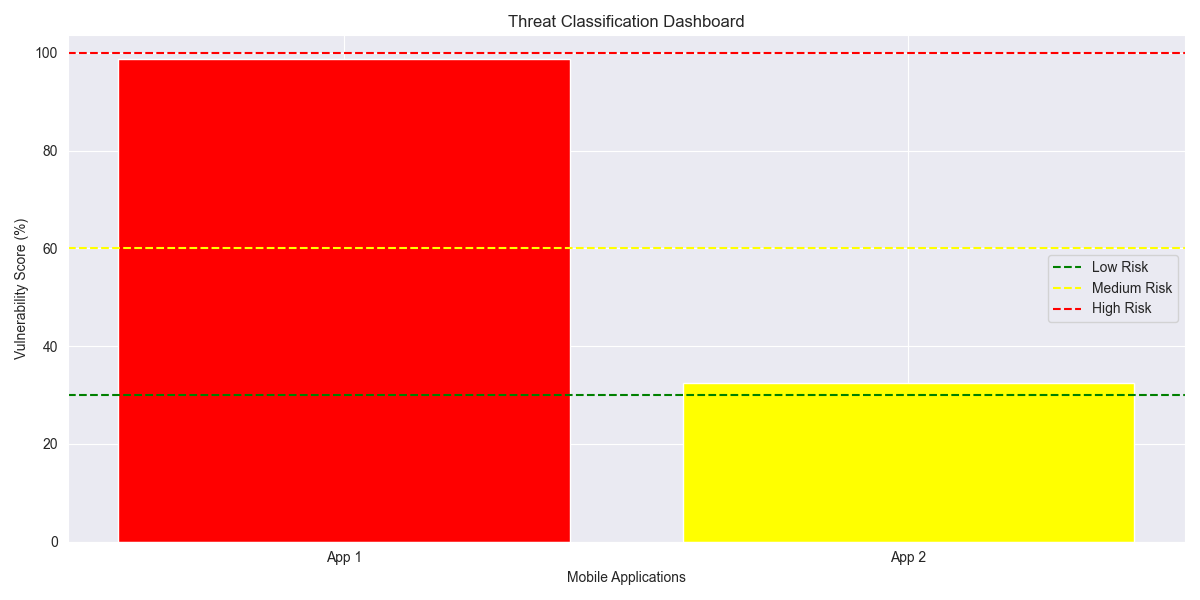 Threat Classification Dashboard
Vulnerability Score (%)
100
80
60
40
20
0
Low Risk
Medium Risk
High Risk
App 1
App 2
Mobile Applications